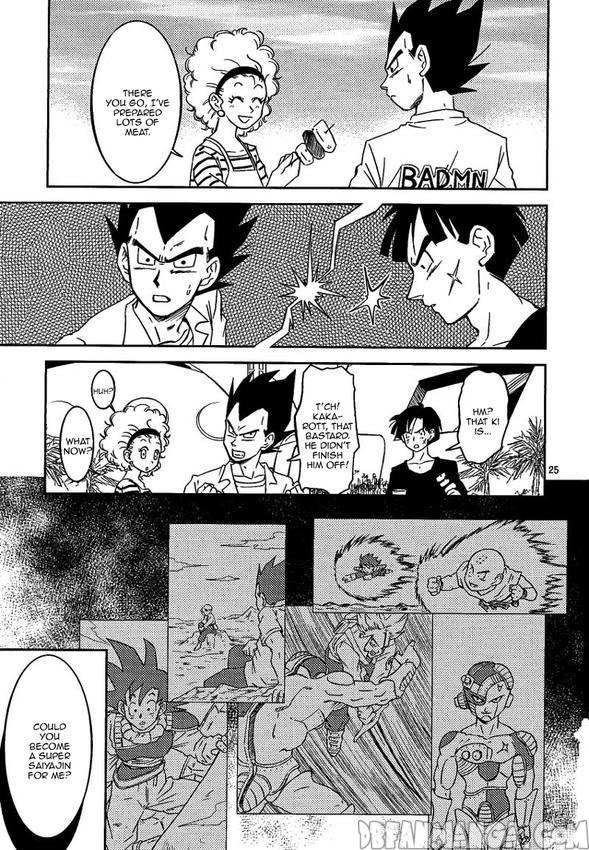 THERE
YOU GO, I'VE
PREPARED
LOTS OF
MEAT.
BADMN
HM?
THAT KI
IS...
T'CH!
KAKA-
ROTT, THAT
BASTARD.
HE DIDN'T
FINISH
HIM OFF!
HUH?
WHAT
NOW?
25
COULD
YOU
BECOME
A SUPER
SAIYAJIN
FOR ME?
DBFANMANGA.COM